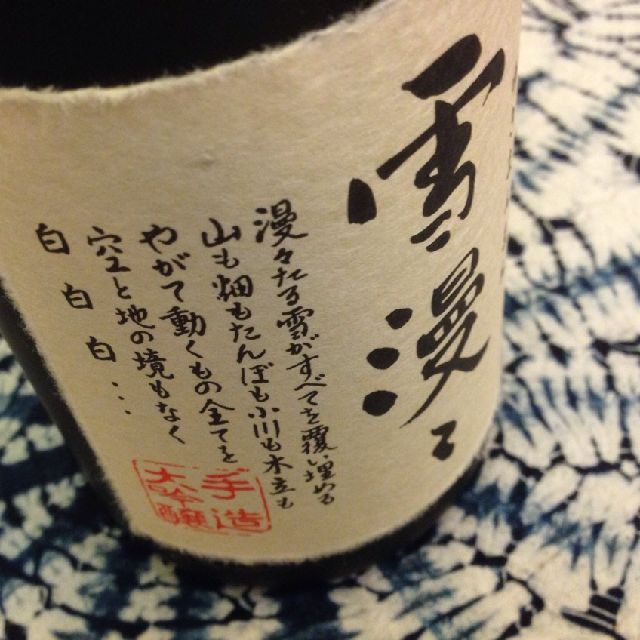 雪漫々
漫々たる雪がすべてを覆い埋める
山も畑もたんぼも小川も木立も
やがて動くもの全てを
空と地の境もなく
白白白…
手造
大吟醸